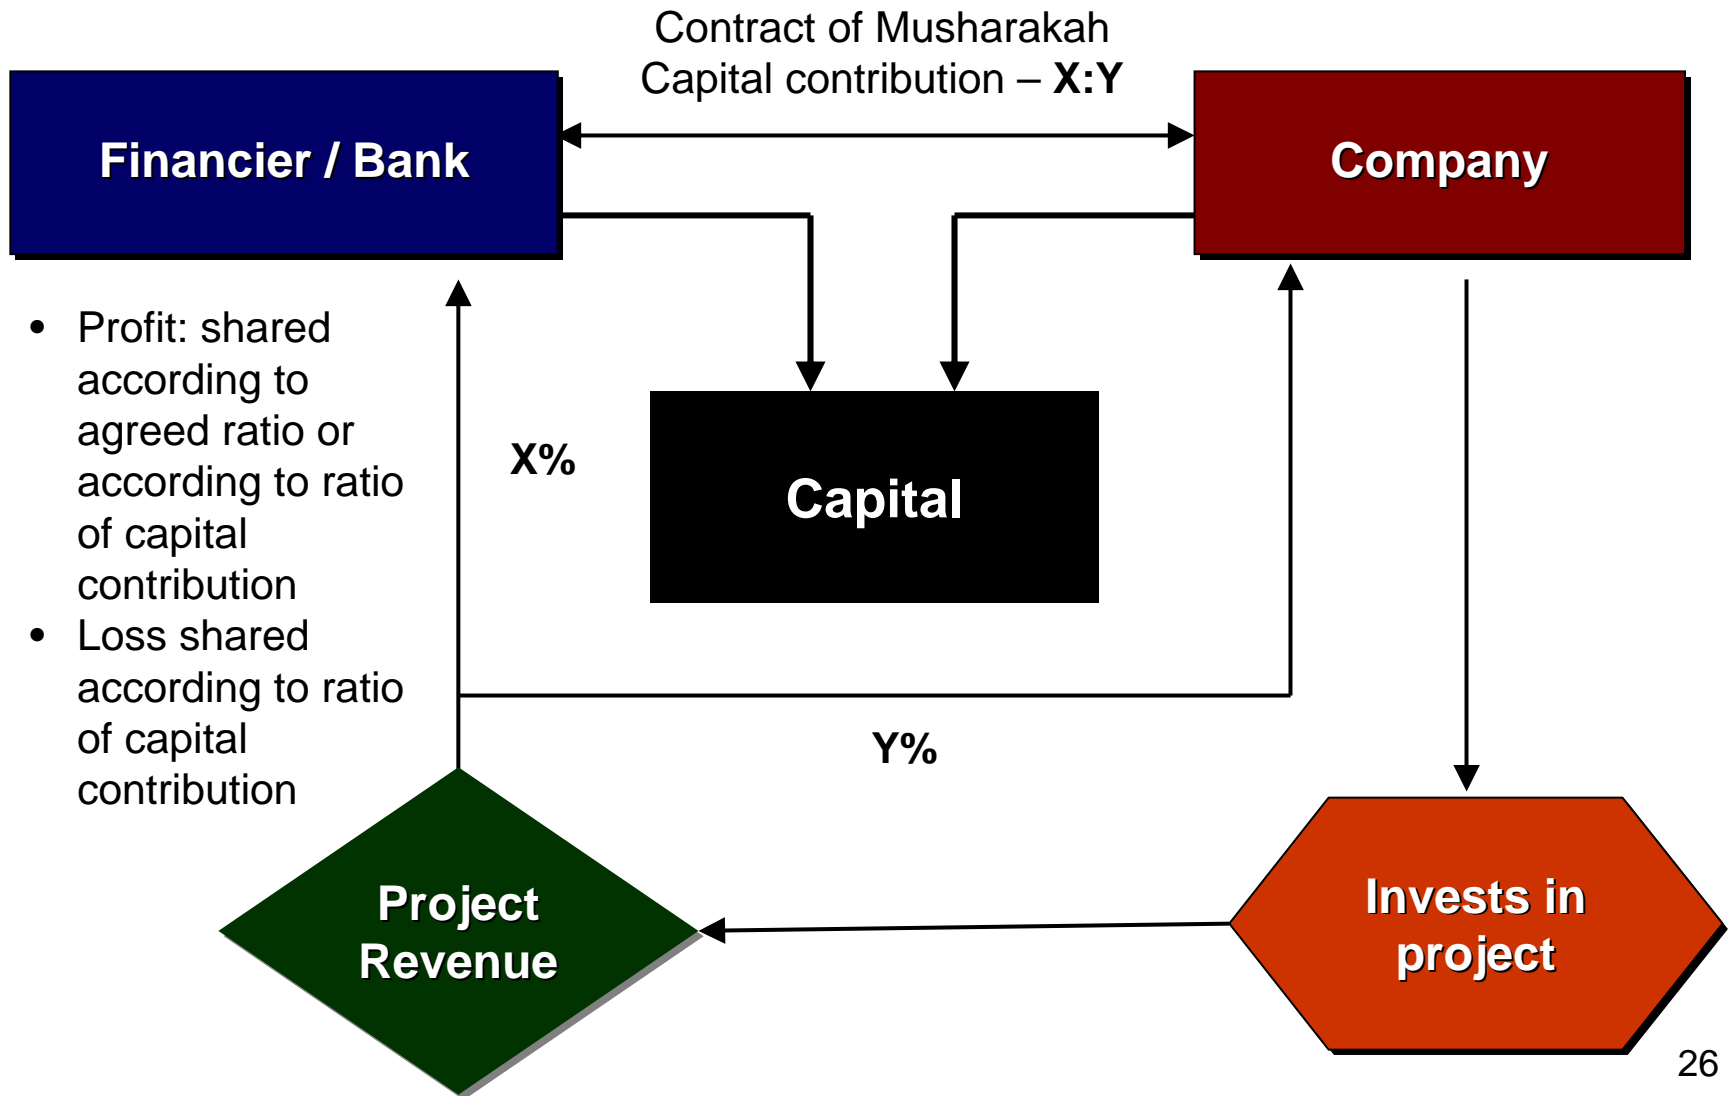 Contract of Musharakah
Capital contribution – X:Y
Financier / Bank
Company
• Profit: shared
according to
agreed ratio or
according to ratio
of capital
contribution
• Loss shared
according to ratio
of capital
contribution
X%
Capital
Y%
Project
Revenue
Invests in
project
26